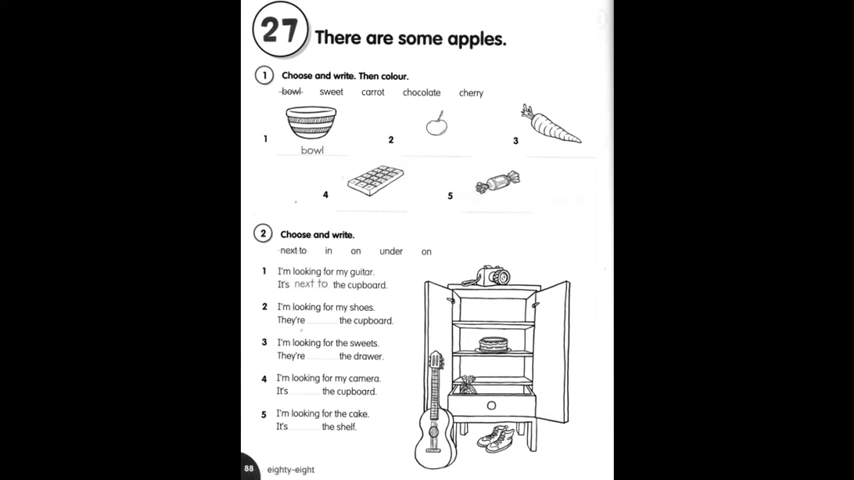 27
There are some apples.
1 Choose and write. Then colour.
bowl sweet carrot chocolate cherry
1 bowl
2
3
4
5
2 Choose and write.
next to in on under on
1 I'm looking for my guitar.
It's next to the cupboard.
2 I'm looking for my shoes.
They're the cupboard.
3 I'm looking for the sweets.
They're the drawer.
4 I'm looking for my camera.
It's the cupboard.
5 I'm looking for the cake.
It's the shelf.
88 eighty-eight